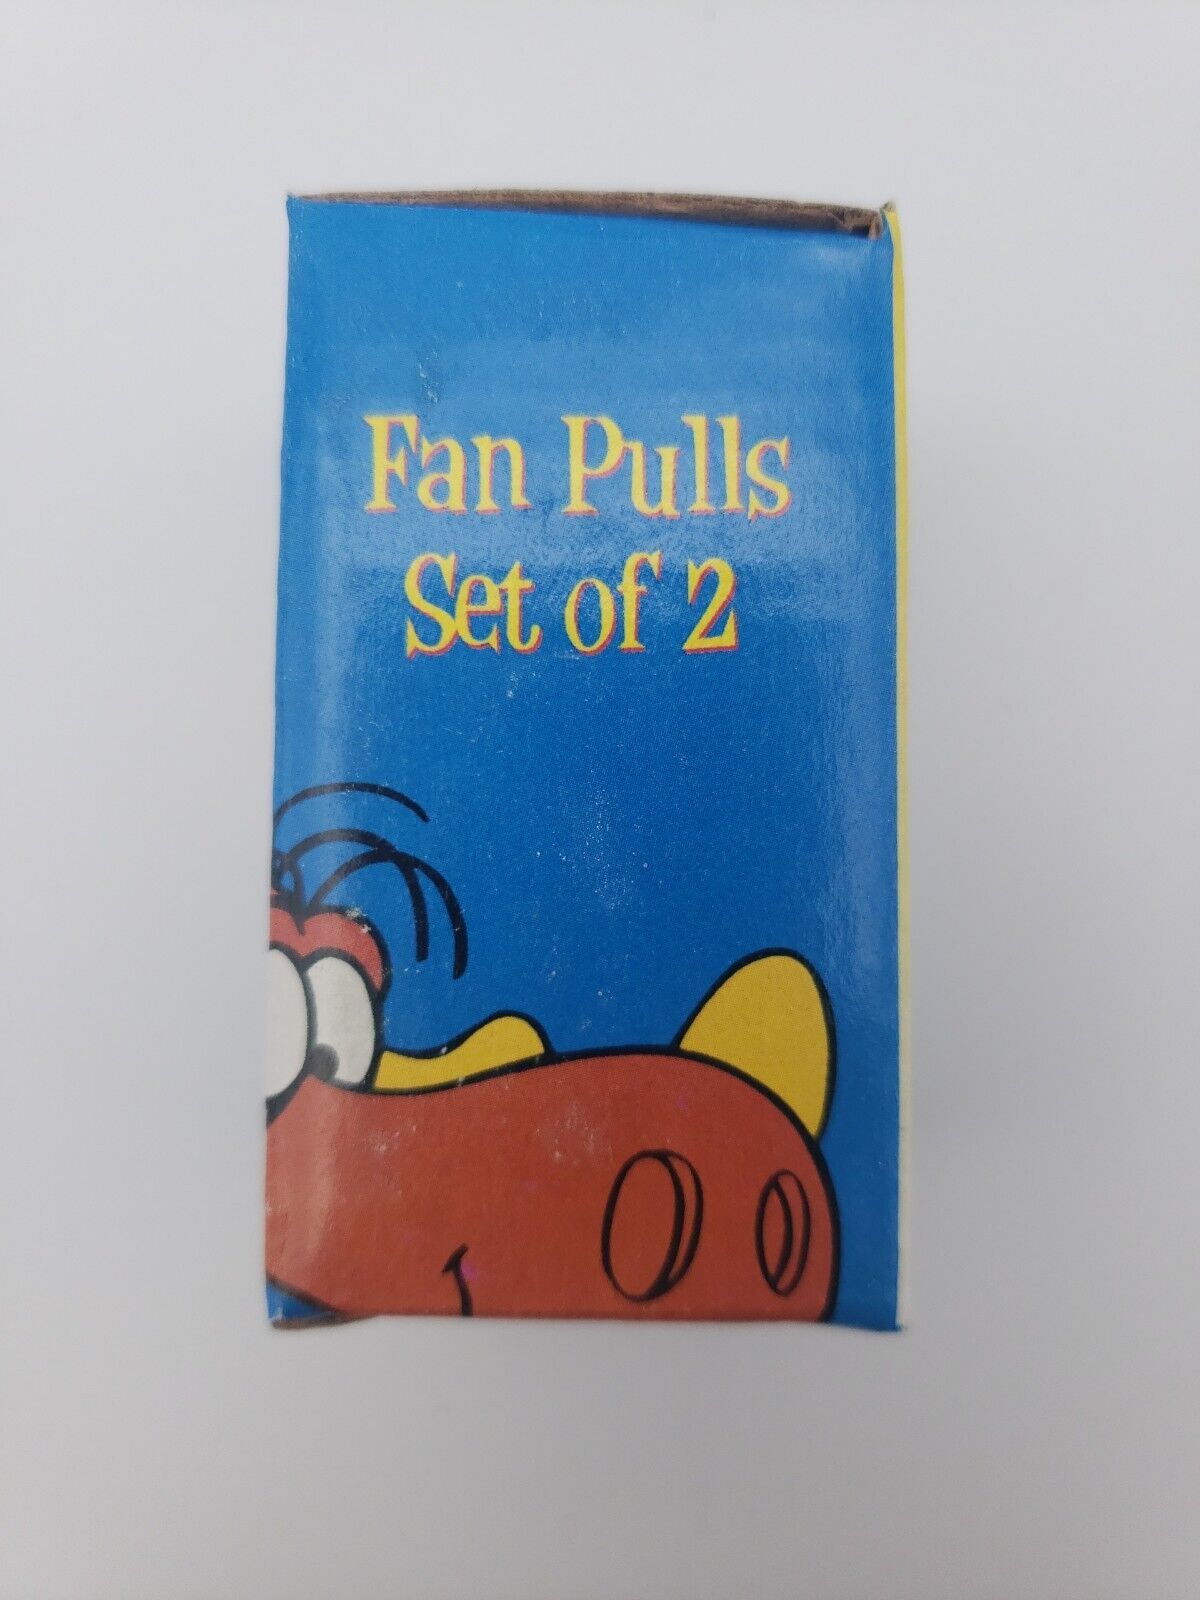 Fan Pulls
Set of 2